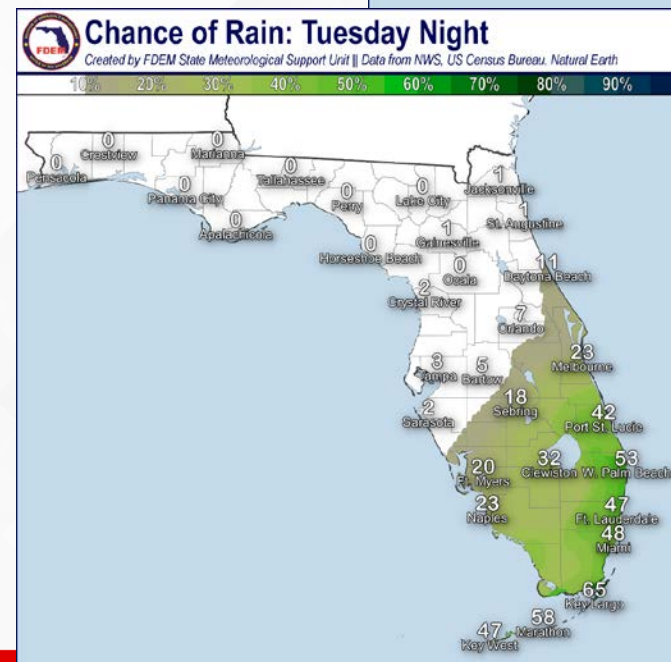 FDEM
Chance of Rain: Tuesday Night
Created by FDEM State Meteorological Support Unit || Data from NWS, US Census Bureau, Natural Earth
10% 20% 30% 40% 50% 60% 70% 80% 90%
0
Crestview
0
Marianna
0
Pensacola
0
Tallahassee
0
Panama City
0
Perry
0
Lake City
1
Jacksonville
0
Apalachicola
1
St. Augustine
1
Gainesville
0
Horseshoe Beach
0
Ocala
11
Daytona Beach
2
Crystal River
7
Orlando
3
Tampa
5
Bartow
23
Melbourne
2
Sarasota
18
Sebring
42
Port St. Lucie
20
Ft. Myers
32
Clewiston
53
W. Palm Beach
23
Naples
47
Ft. Lauderdale
48
Miami
65
Key Largo
58
Marathon
47
Key West